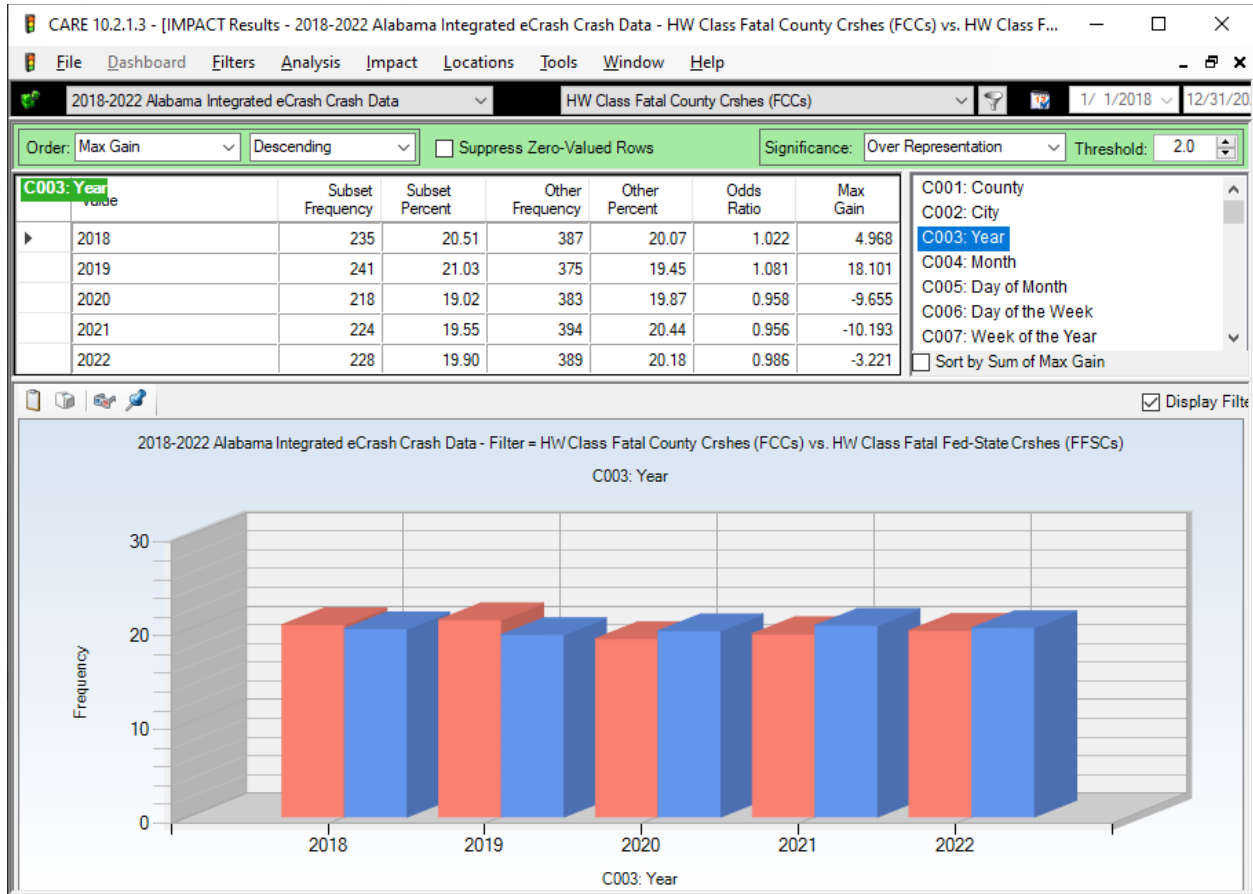 CARE 10.2.1.3 - [IMPACT Results - 2018-2022 Alabama Integrated eCrash Crash Data - HW Class Fatal County Crshes (FCCs) vs. HW Class F...
File Dashboard Filters Analysis Impact Locations Tools Window Help
2018-2022 Alabama Integrated eCrash Crash Data HW Class Fatal County Crshes (FCCs) 1/ 1/2018 12/31/20
Order: Max Gain Descending Suppress Zero-Valued Rows Significance: Over Representation Threshold: 2.0
C003: Year
Value Subset Frequency Subset Percent Other Frequency Other Percent Odds Ratio Max Gain
2018 235 20.51 387 20.07 1.022 4.968
2019 241 21.03 375 19.45 1.081 18.101
2020 218 19.02 383 19.87 0.958 -9.655
2021 224 19.55 394 20.44 0.956 -10.193
2022 228 19.90 389 20.18 0.986 -3.221
C001: County
C002: City
C003: Year
C004: Month
C005: Day of Month
C006: Day of the Week
C007: Week of the Year
Sort by Sum of Max Gain
Display Filte
2018-2022 Alabama Integrated eCrash Crash Data - Filter = HW Class Fatal County Crshes (FCCs) vs. HW Class Fatal Fed-State Crshes (FFSCs)
C003: Year
30
20
10
0
Frequency
2018 2019 2020 2021 2022
C003: Year